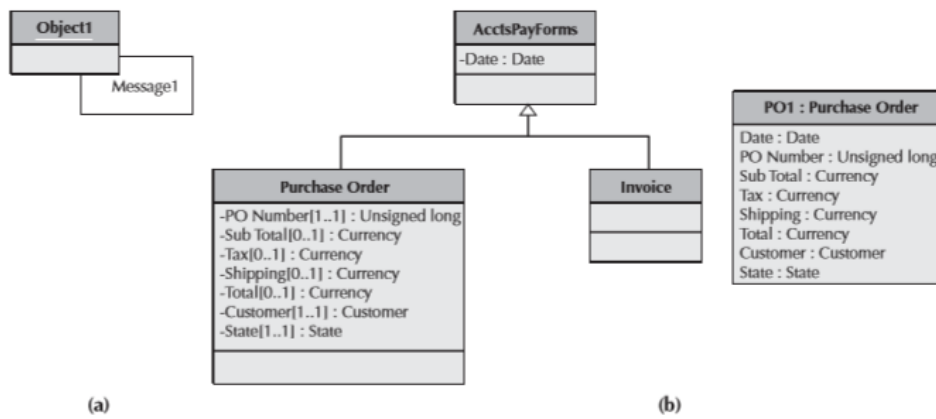 Object1
Message1
AcctsPayForms
-Date : Date
Purchase Order
-PO Number[1..1] : Unsigned long
-Sub Total[0..1] : Currency
-Tax[0..1] : Currency
-Shipping[0..1] : Currency
-Total[0..1] : Currency
-Customer[1..1] : Customer
-State[1..1] : State
Invoice
PO1 : Purchase Order
Date : Date
PO Number : Unsigned long
Sub Total : Currency
Tax : Currency
Shipping : Currency
Total : Currency
Customer : Customer
State : State
(a)
(b)